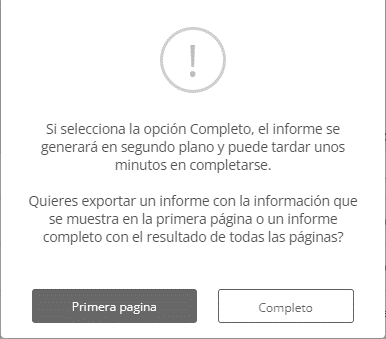 Si selecciona la opción Completo, el informe se
generará en segundo plano y puede tardar unos
minutos en completarse.
Quieres exportar un informe con la información que
se muestra en la primera página o un informe
completo con el resultado de todas las páginas?
Primera pagina
Completo